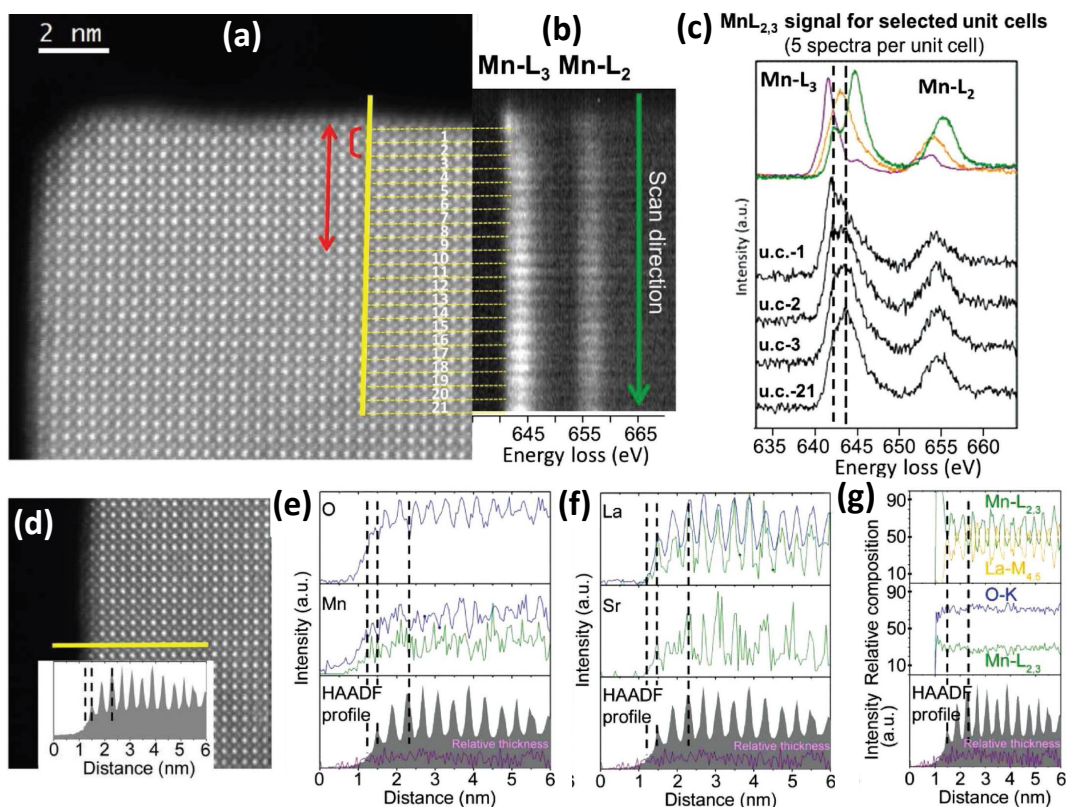 2 nm
(a)
(b)
Mn-L3 Mn-L2
1
2
3
4
5
6
7
8
9
10
11
12
13
14
15
16
17
18
19
20
21
Scan direction
645 655 665
Energy loss (eV)
(c) MnL2,3 signal for selected unit cells
(5 spectra per unit cell)
Mn-L3
Mn-L2
u.c.-1
u.c-2
u.c-3
u.c.-21
Intensity (a.u.)
633 642 650 660
Energy loss (eV)
(d)
0 1 2 3 4 5 6
Distance (nm)
(e)
O
Mn
HAADF
profile
Relative thickness
Intensity (a.u.)
0 1 2 3 4 5 6
Distance (nm)
(f)
La
Sr
HAADF
profile
Relative thickness
Intensity (a.u.)
0 1 2 3 4 5 6
Distance (nm)
(g)
90
50
10
Mn-L2,3
La-M4,5
90
50
10
O-K
Mn-L2,3
HAADF
profile
Relative thickness
Relative composition
Intensity
(a.u.)
0 1 2 3 4 5 6
Distance (nm)